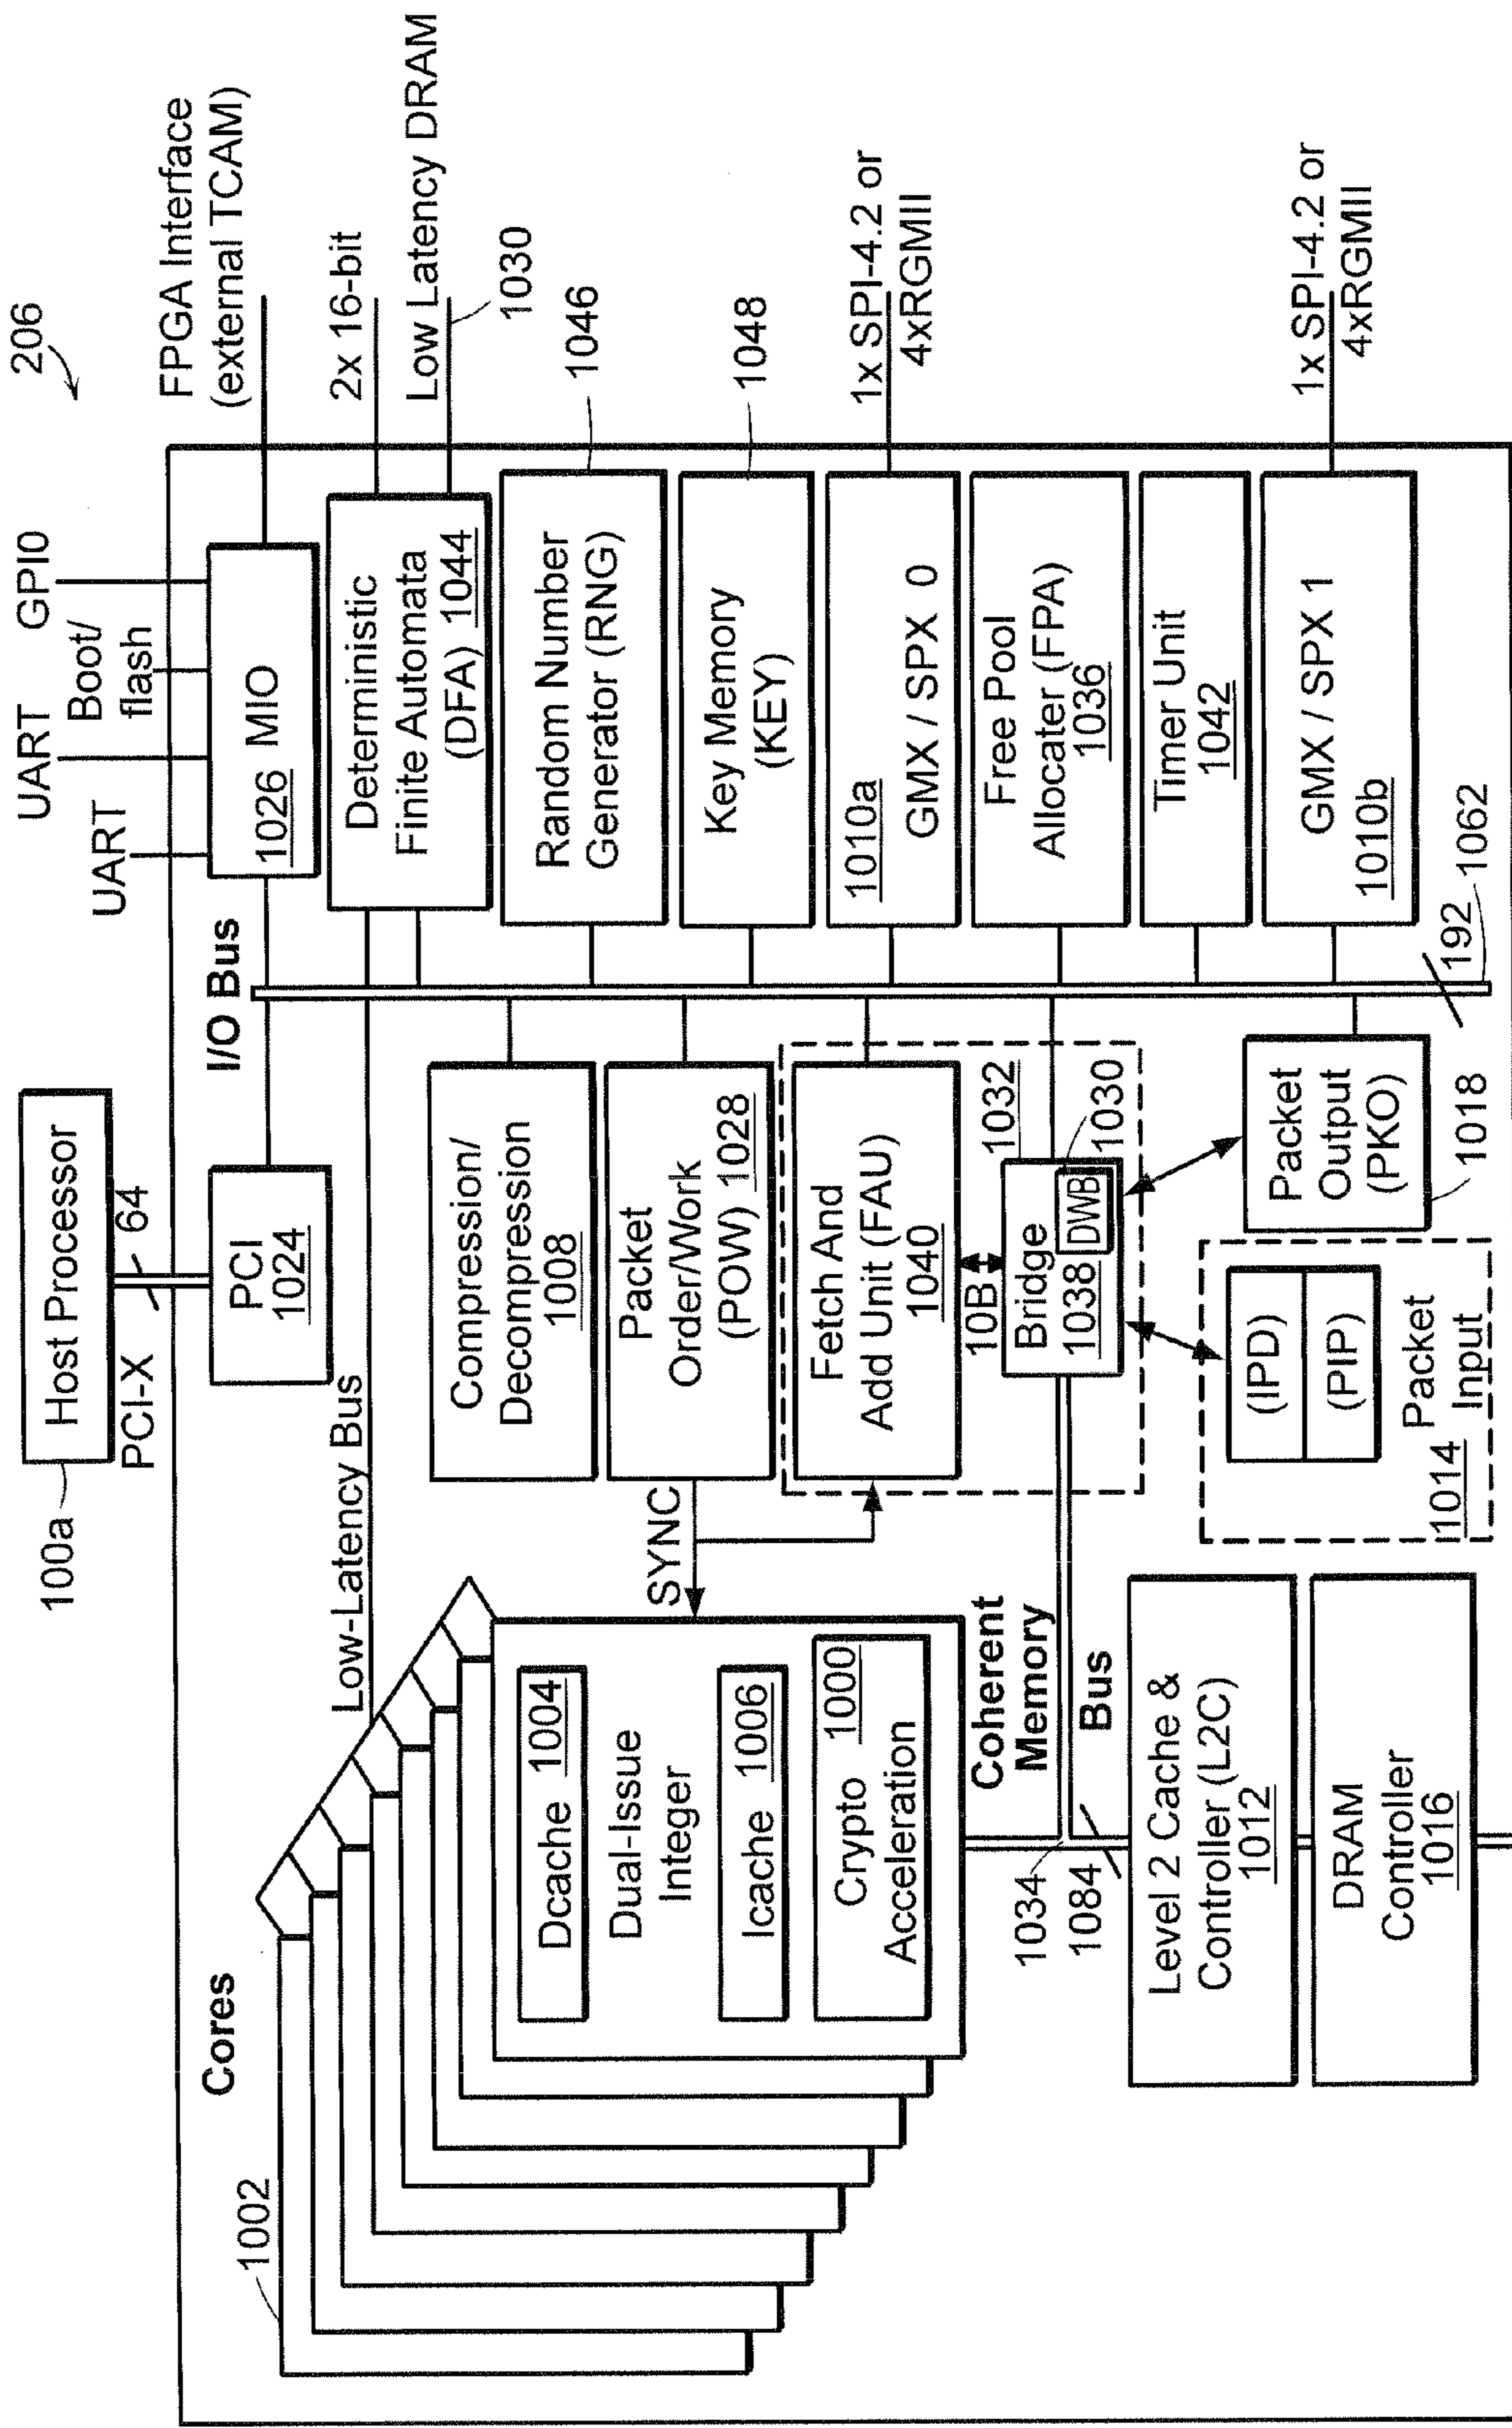 206
100a
Host Processor
PCI-X
64
UART
UART
Boot/
flash
GPI0
FPGA Interface
(external TCAM)
2x 16-bit
Low Latency DRAM
1030
Cores
1002
PCI
1024
I/O Bus
1026 MIO
Low-Latency Bus
Deterministic
Finite Automata
(DFA) 1044
Random Number
Generator (RNG)
1046
Key Memory
(KEY)
1048
1010a
GMX / SPX 0
1x SPI-4.2 or
4xRGMII
Free Pool
Allocater (FPA)
1036
Timer Unit
1042
GMX / SPX 1
1010b
1x SPI-4.2 or
4xRGMII
192
1062
Compression/
Decompression
1008
Packet
Order/Work
(POW) 1028
SYNC
Fetch And
Add Unit (FAU)
1040
10B
1032
Bridge
1038
DWB
1030
Dcache 1004
Dual-Issue
Integer
Icache 1006
Crypto 1000
Acceleration
Coherent
Memory
Bus
1034
1084
Level 2 Cache &
Controller (L2C)
1012
DRAM
Controller
1016
(IPD)
(PIP)
Packet
Input
1014
Packet
Output
(PKO)
1018